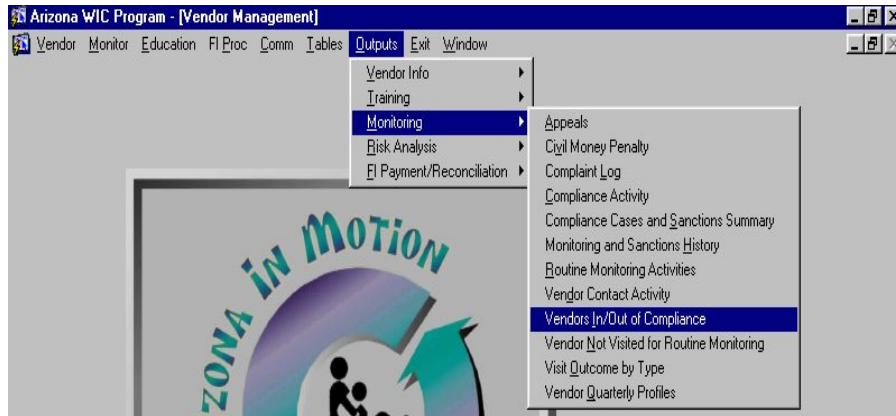 Arizona WIC Program - [Vendor Management]
Vendor Monitor Education FI Proc Comm Tables Outputs Exit Window
Vendor Info
Training
Monitoring
Risk Analysis
FI Payment/Reconciliation
Appeals
Civil Money Penalty
Complaint Log
Compliance Activity
Compliance Cases and Sanctions Summary
Monitoring and Sanctions History
Routine Monitoring Activities
Vendor Contact Activity
Vendors In/Out of Compliance
Vendor Not Visited for Routine Monitoring
Visit Outcome by Type
Vendor Quarterly Profiles
ZONA IN MOTION